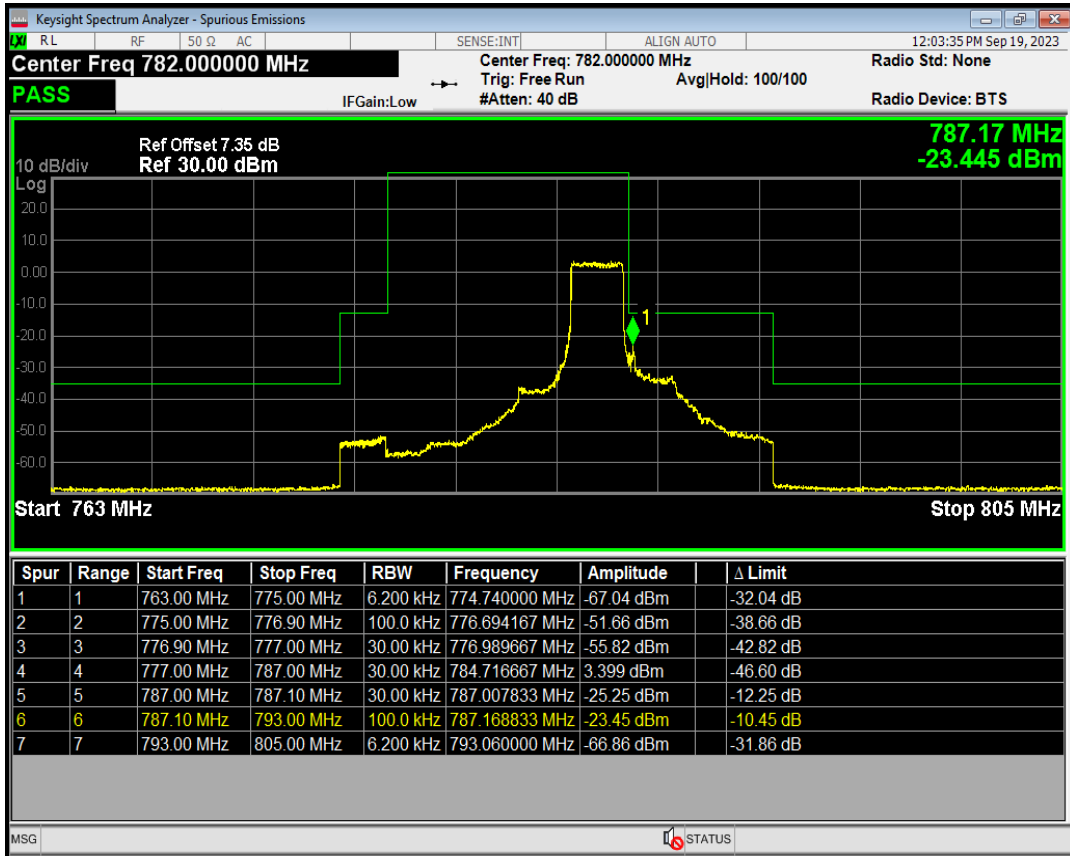 Keysight Spectrum Analyzer - Spurious Emissions
LXI RL RF 50 Ω AC SENSE:INT ALIGN AUTO 12:03:35 PM Sep 19, 2023
Center Freq 782.000000 MHz Center Freq: 782.000000 MHz Radio Std: None
Trig: Free Run Avg|Hold: 100/100
PASS IFGain:Low #Atten: 40 dB Radio Device: BTS
787.17 MHz
Ref Offset 7.35 dB
-23.445 dBm
10 dB/div Ref 30.00 dBm
Log
20.0
10.0
0.00
-10.0
1
-20.0
-30.0
-40.0
-50.0
-60.0
Start 763 MHz Stop 805 MHz
Spur Range Start Freq Stop Freq RBW Frequency Amplitude Δ Limit
1 1 763.00 MHz 775.00 MHz 6.200 kHz 774.740000 MHz -67.04 dBm -32.04 dB
2 2 775.00 MHz 776.90 MHz 100.0 kHz 776.694167 MHz -51.66 dBm -38.66 dB
3 3 776.90 MHz 777.00 MHz 30.00 kHz 776.989667 MHz -55.82 dBm -42.82 dB
4 4 777.00 MHz 787.00 MHz 30.00 kHz 784.716667 MHz 3.399 dBm -46.60 dB
5 5 787.00 MHz 787.10 MHz 30.00 kHz 787.007833 MHz -25.25 dBm -12.25 dB
6 6 787.10 MHz 793.00 MHz 100.0 kHz 787.168833 MHz -23.45 dBm -10.45 dB
7 7 793.00 MHz 805.00 MHz 6.200 kHz 793.060000 MHz -66.86 dBm -31.86 dB
MSG STATUS